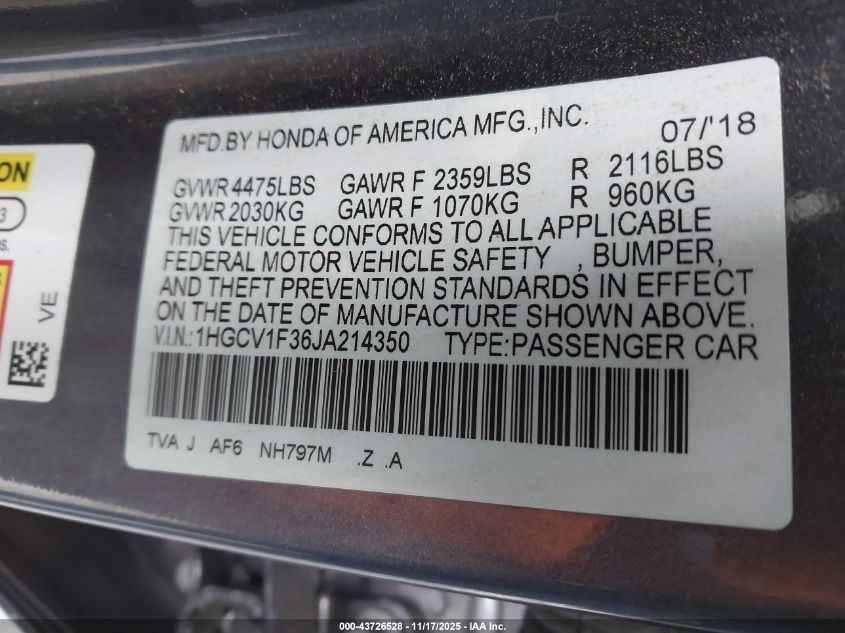 MFD.BY HONDA OF AMERICA MFG.,INC. 07/'18
GVWR 4475LBS GAWR F 2359LBS R 2116LBS
GVWR 2030KG GAWR F 1070KG R 960KG
THIS VEHICLE CONFORMS TO ALL APPLICABLE
FEDERAL MOTOR VEHICLE SAFETY , BUMPER,
AND THEFT PREVENTION STANDARDS IN EFFECT
ON THE DATE OF MANUFACTURE SHOWN ABOVE.
V.I.N.:1HGCV1F36JA214350 TYPE:PASSENGER CAR
TVA J AF6 NH797M .Z .A
ON
3
VE
000-43726528 - 11/17/2025 - IAA Inc.